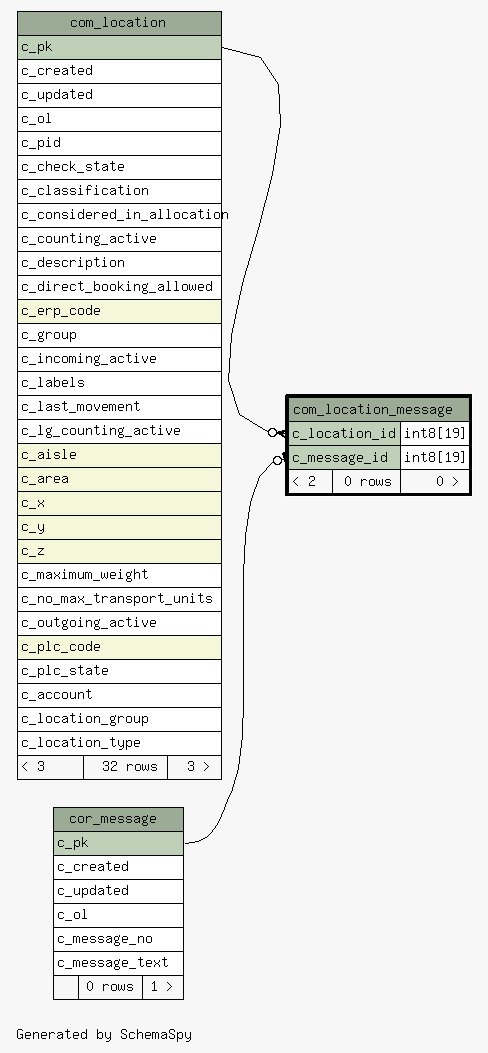 com_location
c_pk
c_created
c_updated
c_ol
c_pid
c_check_state
c_classification
c_considered_in_allocation
c_counting_active
c_description
c_direct_booking_allowed
c_erp_code
c_group
c_incoming_active
c_labels
c_last_movement
c_lg_counting_active
c_aisle
c_area
c_x
c_y
c_z
c_maximum_weight
c_no_max_transport_units
c_outgoing_active
c_plc_code
c_plc_state
c_account
c_location_group
c_location_type
< 3 32 rows 3 >
com_location_message
c_location_id int8[19]
c_message_id int8[19]
< 2 0 rows 0 >
cor_message
c_pk
c_created
c_updated
c_ol
c_message_no
c_message_text
0 rows 1 >
Generated by SchemaSpy